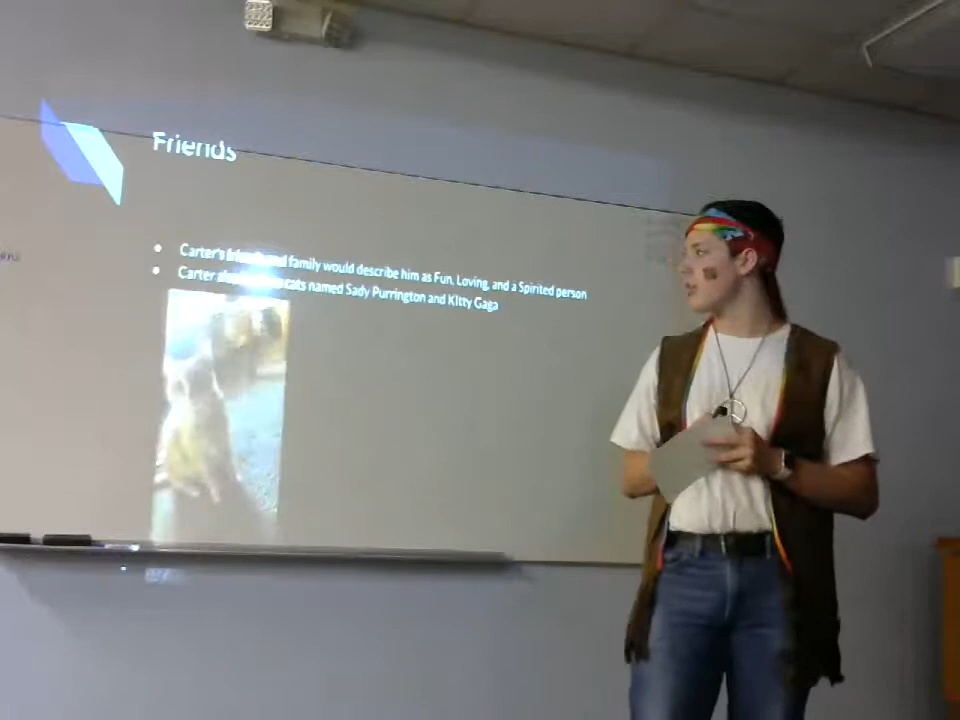 Friends
Carter's friends and family would describe him as Fun, Loving, and a Spirited person
Carter cats named Sady Purrington and Kitty Gaga